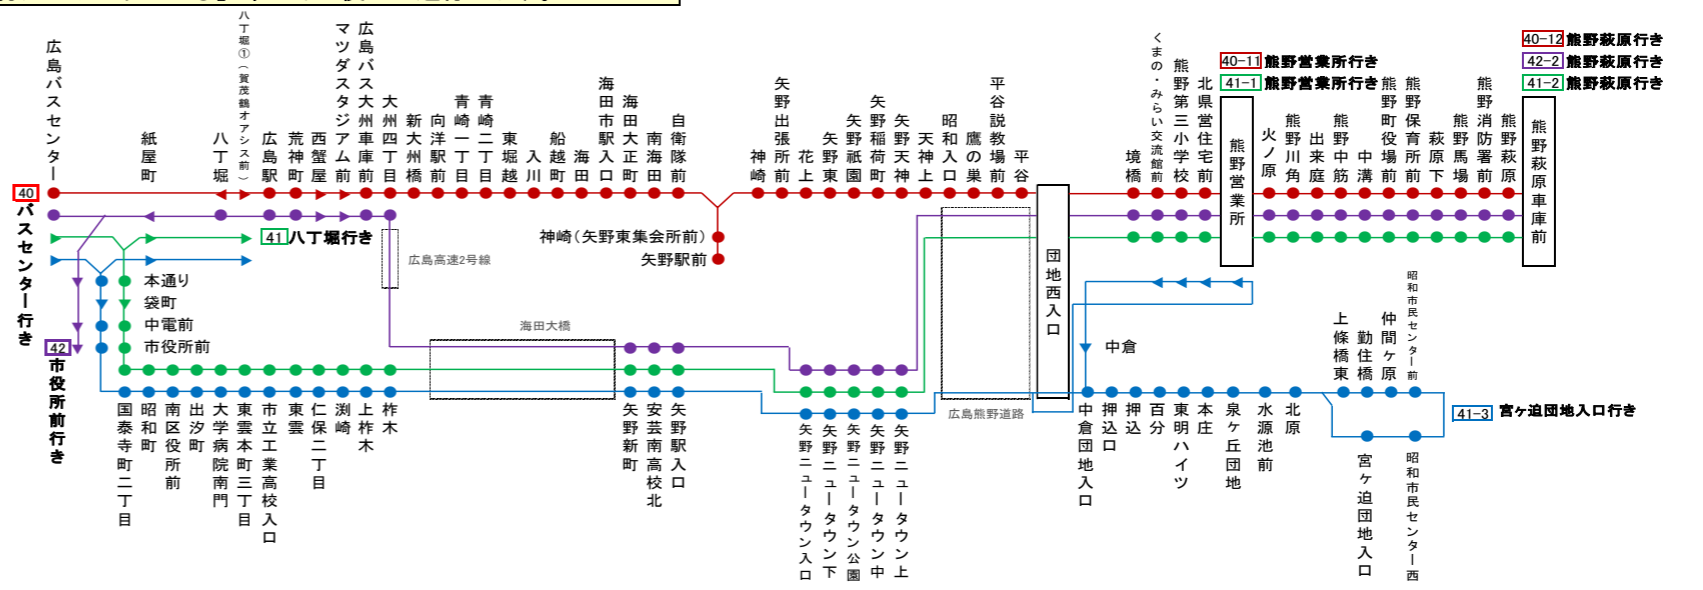 広島バスセンター
紙屋町
八丁堀
八丁堀①(賀茂鶴オアシス前)
広島駅
荒神町
西蟹屋
マツダスタジアム前
広島バス大州車庫前
大州四丁目
新大州橋
向洋駅前
青崎一丁目
青崎二丁目
東堀越
入川
船越町
海田
海田市駅入口
海田大正町
南海田
自衛隊前
神崎
矢野出張所前
花上
矢野東
矢野祇園
矢野稲荷町
矢野天神
天神上
昭和入口
鷹の巣
平谷説教場前
平谷
境橋
くまの・みらい交流館前
熊野第三小学校
北県営住宅前
40-11 熊野営業所行き
41-1 熊野営業所行き
火ノ原
熊野川角
出来庭
熊野中筋
中溝
熊野町役場前
熊野保育所前
萩原下
熊野馬場
熊野消防署前
熊野萩原
40-12 熊野萩原行き
42-2 熊野萩原行き
41-2 熊野萩原行き
団地西入口
熊野営業所
熊野萩原車庫前
40 バスセンター行き
41 八丁堀行き
42 市役所前行き
神崎(矢野東集会所前)
矢野駅前
広島高速2号線
海田大橋
広島熊野道路
本通り
袋町
中電前
市役所前
国泰寺町二丁目
昭和町
南区役所前
出汐町
大学病院南門
東雲本町三丁目
市立工業高校入口
東雲
仁保二丁目
渕崎
上柞木
柞木
矢野新町
安芸南高校北
矢野駅入口
矢野ニュータウン入口
矢野ニュータウン下
矢野ニュータウン公園
矢野ニュータウン中
矢野ニュータウン上
中倉
中倉団地入口
押込口
押込
百分
東明ハイツ
本庄
泉ヶ丘団地
水源池前
北原
上條橋東
勤住橋
仲間ヶ原
昭和市民センター前
宮ヶ迫団地入口
昭和市民センター西
41-3 宮ヶ迫団地入口行き